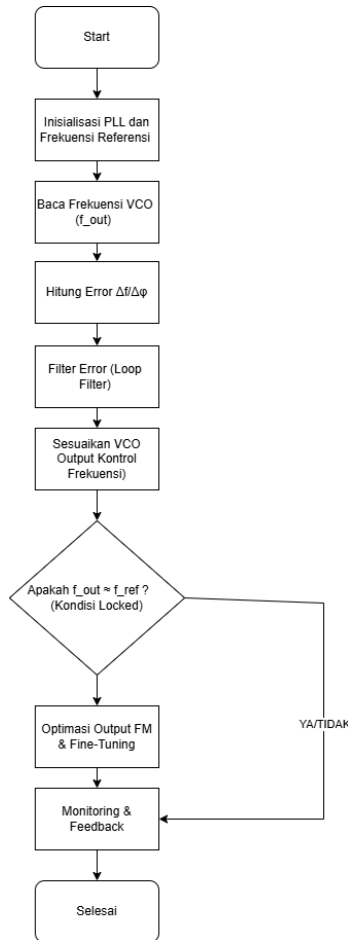 Start
Inisialisasi PLL dan
Frekuensi Referensi
Baca Frekuensi VCO
(f_out)
Hitung Error Δf/Δφ
Filter Error (Loop
Filter)
Sesuaikan VCO
Output Kontrol
Frekuensi)
Apakah f_out ≈ f_ref ?
(Kondisi Locked)
YA/TIDAK
Optimasi Output FM
& Fine-Tuning
Monitoring &
Feedback
Selesai